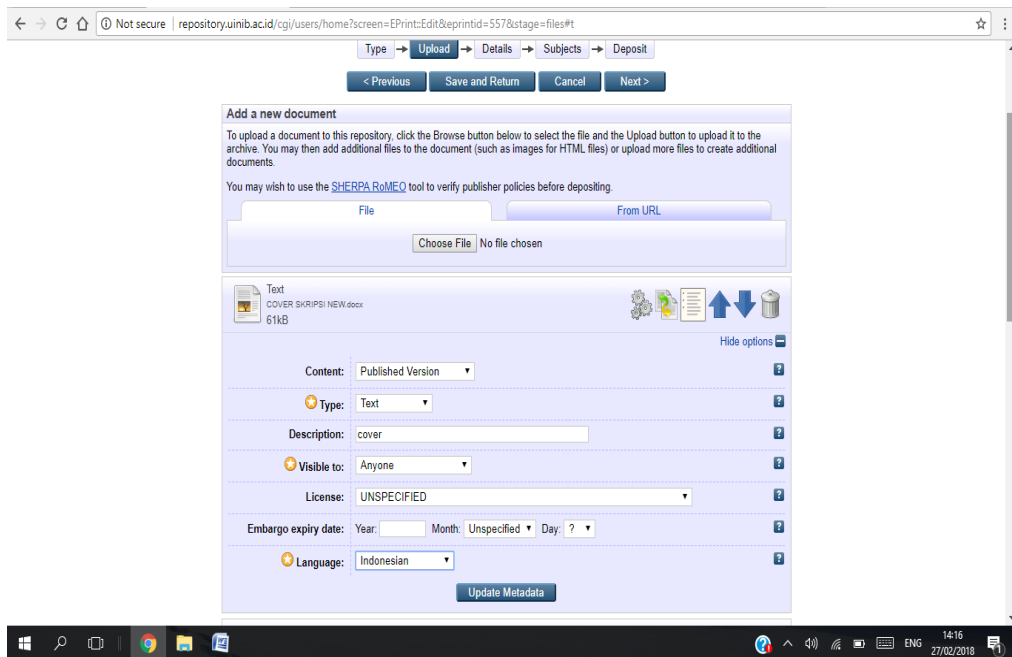 Not secure | repository.uinib.ac.id/cgi/users/home?screen=EPrint::Edit&eprintid=557&stage=files#t
Type → Upload → Details → Subjects → Deposit
< Previous Save and Return Cancel Next >
Add a new document
To upload a document to this repository, click the Browse button below to select the file and the Upload button to upload it to the
archive. You may then add additional files to the document (such as images for HTML files) or upload more files to create additional
documents.
You may wish to use the SHERPA RoMEO tool to verify publisher policies before depositing.
File From URL
Choose File No file chosen
Text
COVER SKRIPSI NEW.docx
61kB
Hide options
Content: Published Version ?
Type: Text ?
Description: cover ?
Visible to: Anyone ?
License: UNSPECIFIED ?
Embargo expiry date: Year: Month: Unspecified Day: ? ?
Language: Indonesian ?
Update Metadata
ENG 14:16
27/02/2018